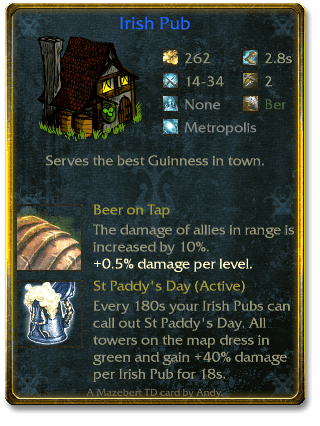 Irish Pub
262 2.8s
14-34 2
None Ber
Metropolis
Serves the best Guinness in town.
Beer on Tap
The damage of allies in range is
increased by 10%.
+0.5% damage per level.
St Paddy's Day (Active)
Every 180s your Irish Pubs can
call out St Paddy's Day. All
towers on the map dress in
green and gain +40% damage
per Irish Pub for 18s.
A Mazebert TD card by Andy.